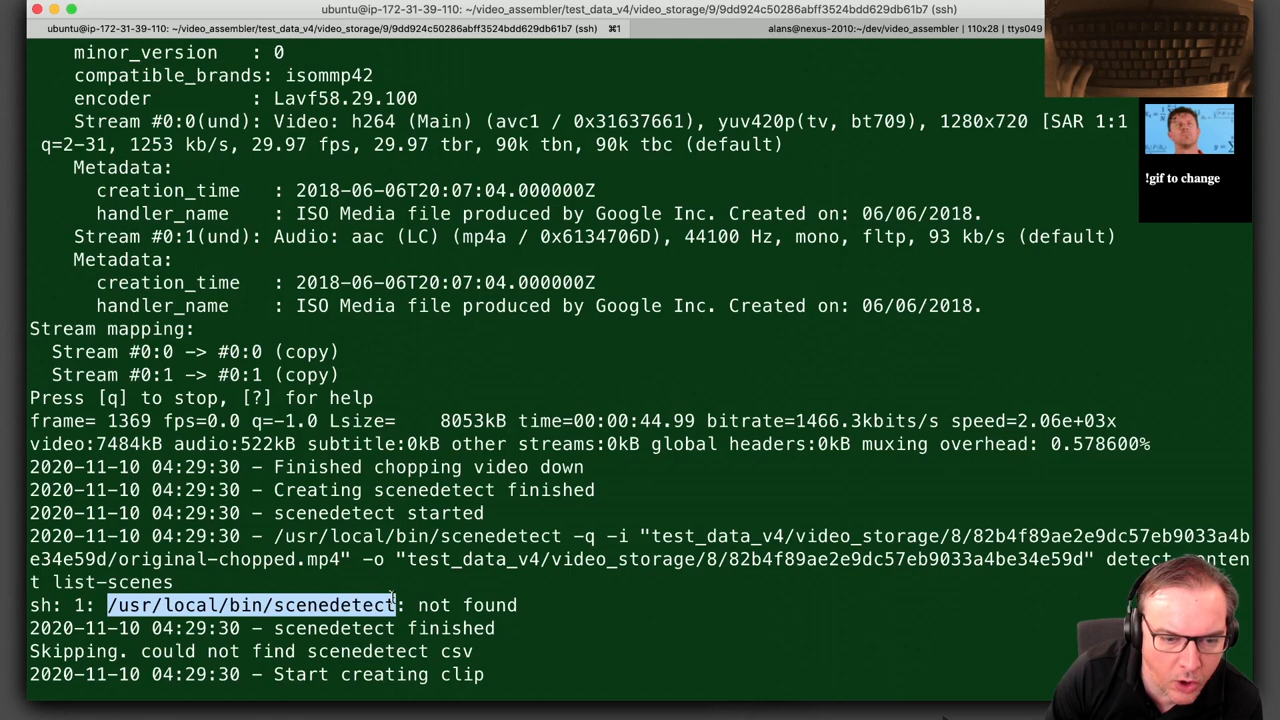 ubuntu@ip-172-31-39-110: ~/video_assembler/test_data_v4/video_storage/9/9dd924c50286abff3524bdd629db61b7 (ssh)
ubuntu@ip-172-31-39-110: ~/video_assembler/test_data_v4/video_storage/9/9dd924c50286abff3524bdd629db61b7 (ssh) ⌘1
alans@nexus-2010:~/dev/video_assembler | 110x28 | ttys049
minor_version : 0
compatible_brands: isommp42
encoder : Lavf58.29.100
Stream #0:0(und): Video: h264 (Main) (avc1 / 0x31637661), yuv420p(tv, bt709), 1280x720 [SAR 1:1
q=2-31, 1253 kb/s, 29.97 fps, 29.97 tbr, 90k tbn, 90k tbc (default)
Metadata:
creation_time : 2018-06-06T20:07:04.000000Z
handler_name : ISO Media file produced by Google Inc. Created on: 06/06/2018.
Stream #0:1(und): Audio: aac (LC) (mp4a / 0x6134706D), 44100 Hz, mono, fltp, 93 kb/s (default)
Metadata:
creation_time : 2018-06-06T20:07:04.000000Z
handler_name : ISO Media file produced by Google Inc. Created on: 06/06/2018.
Stream mapping:
Stream #0:0 -> #0:0 (copy)
Stream #0:1 -> #0:1 (copy)
Press [q] to stop, [?] for help
frame= 1369 fps=0.0 q=-1.0 Lsize= 8053kB time=00:00:44.99 bitrate=1466.3kbits/s speed=2.06e+03x
video:7484kB audio:522kB subtitle:0kB other streams:0kB global headers:0kB muxing overhead: 0.578600%
2020-11-10 04:29:30 - Finished chopping video down
2020-11-10 04:29:30 - Creating scenedetect finished
2020-11-10 04:29:30 - scenedetect started
2020-11-10 04:29:30 - /usr/local/bin/scenedetect -q -i "test_data_v4/video_storage/8/82b4f89ae2e9dc57eb9033a4b
e34e59d/original-chopped.mp4" -o "test_data_v4/video_storage/8/82b4f89ae2e9dc57eb9033a4be34e59d" detect-conten
t list-scenes
sh: 1: /usr/local/bin/scenedetect: not found
2020-11-10 04:29:30 - scenedetect finished
Skipping. could not find scenedetect csv
2020-11-10 04:29:30 - Start creating clip
!gif to change